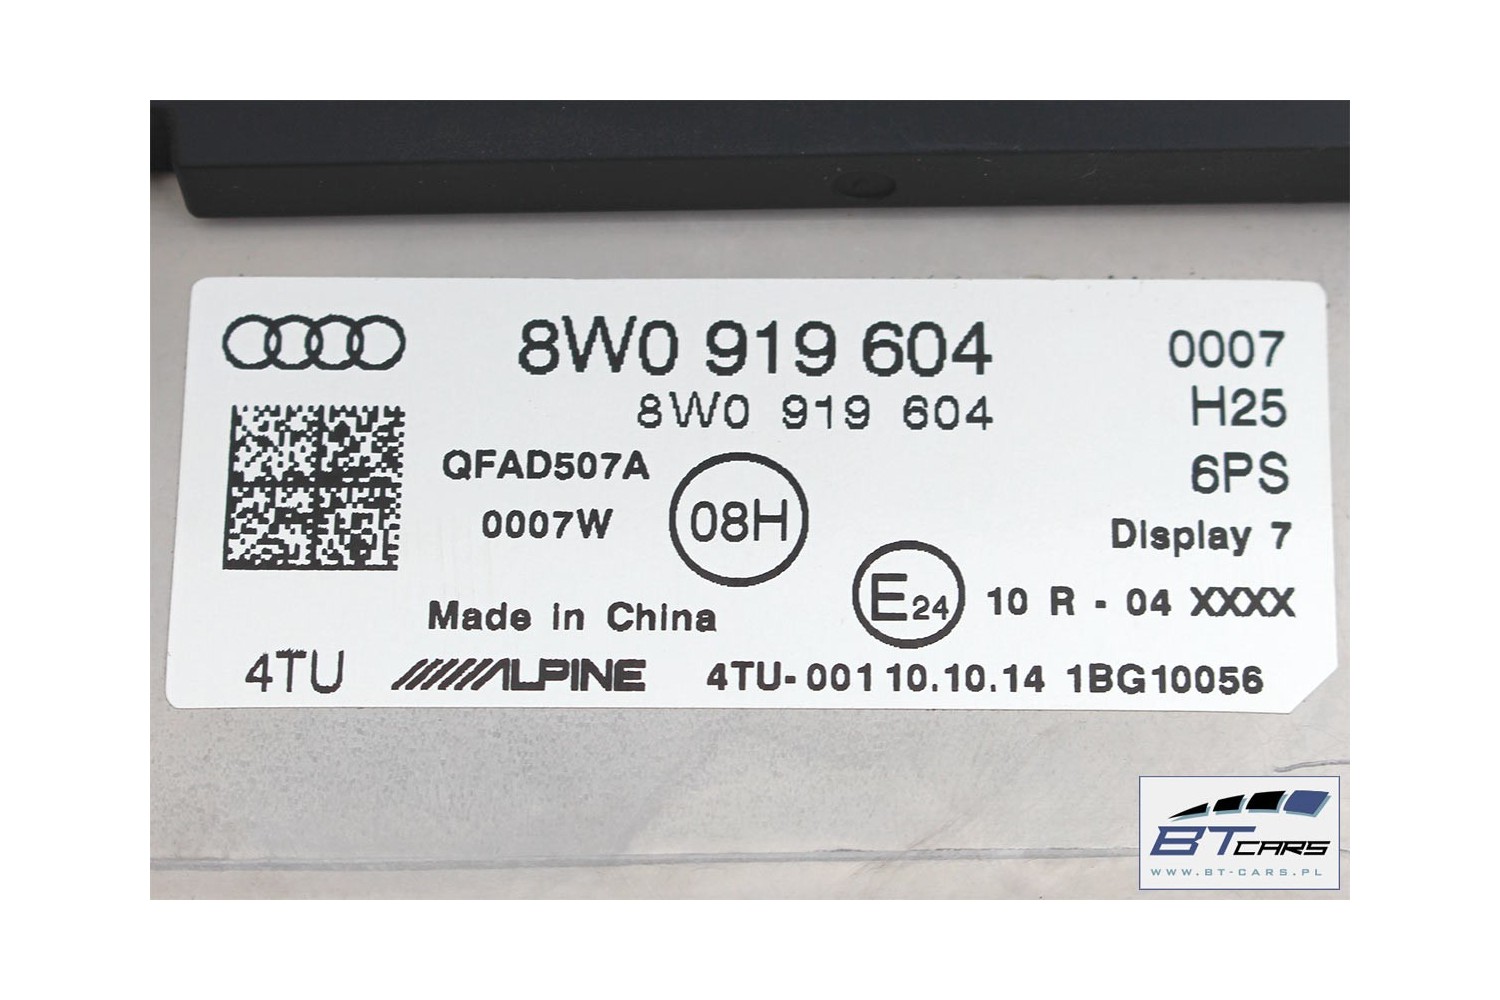 8W0 919 604 0007
8W0 919 604 H25
QFAD507A 6PS
0007W 08H Display 7
Made in China E24 10 R - 04 XXXX
4TU ALPINE 4TU-001 10.10.14 1BG10056
BT CARS
WWW.BT-CARS.PL